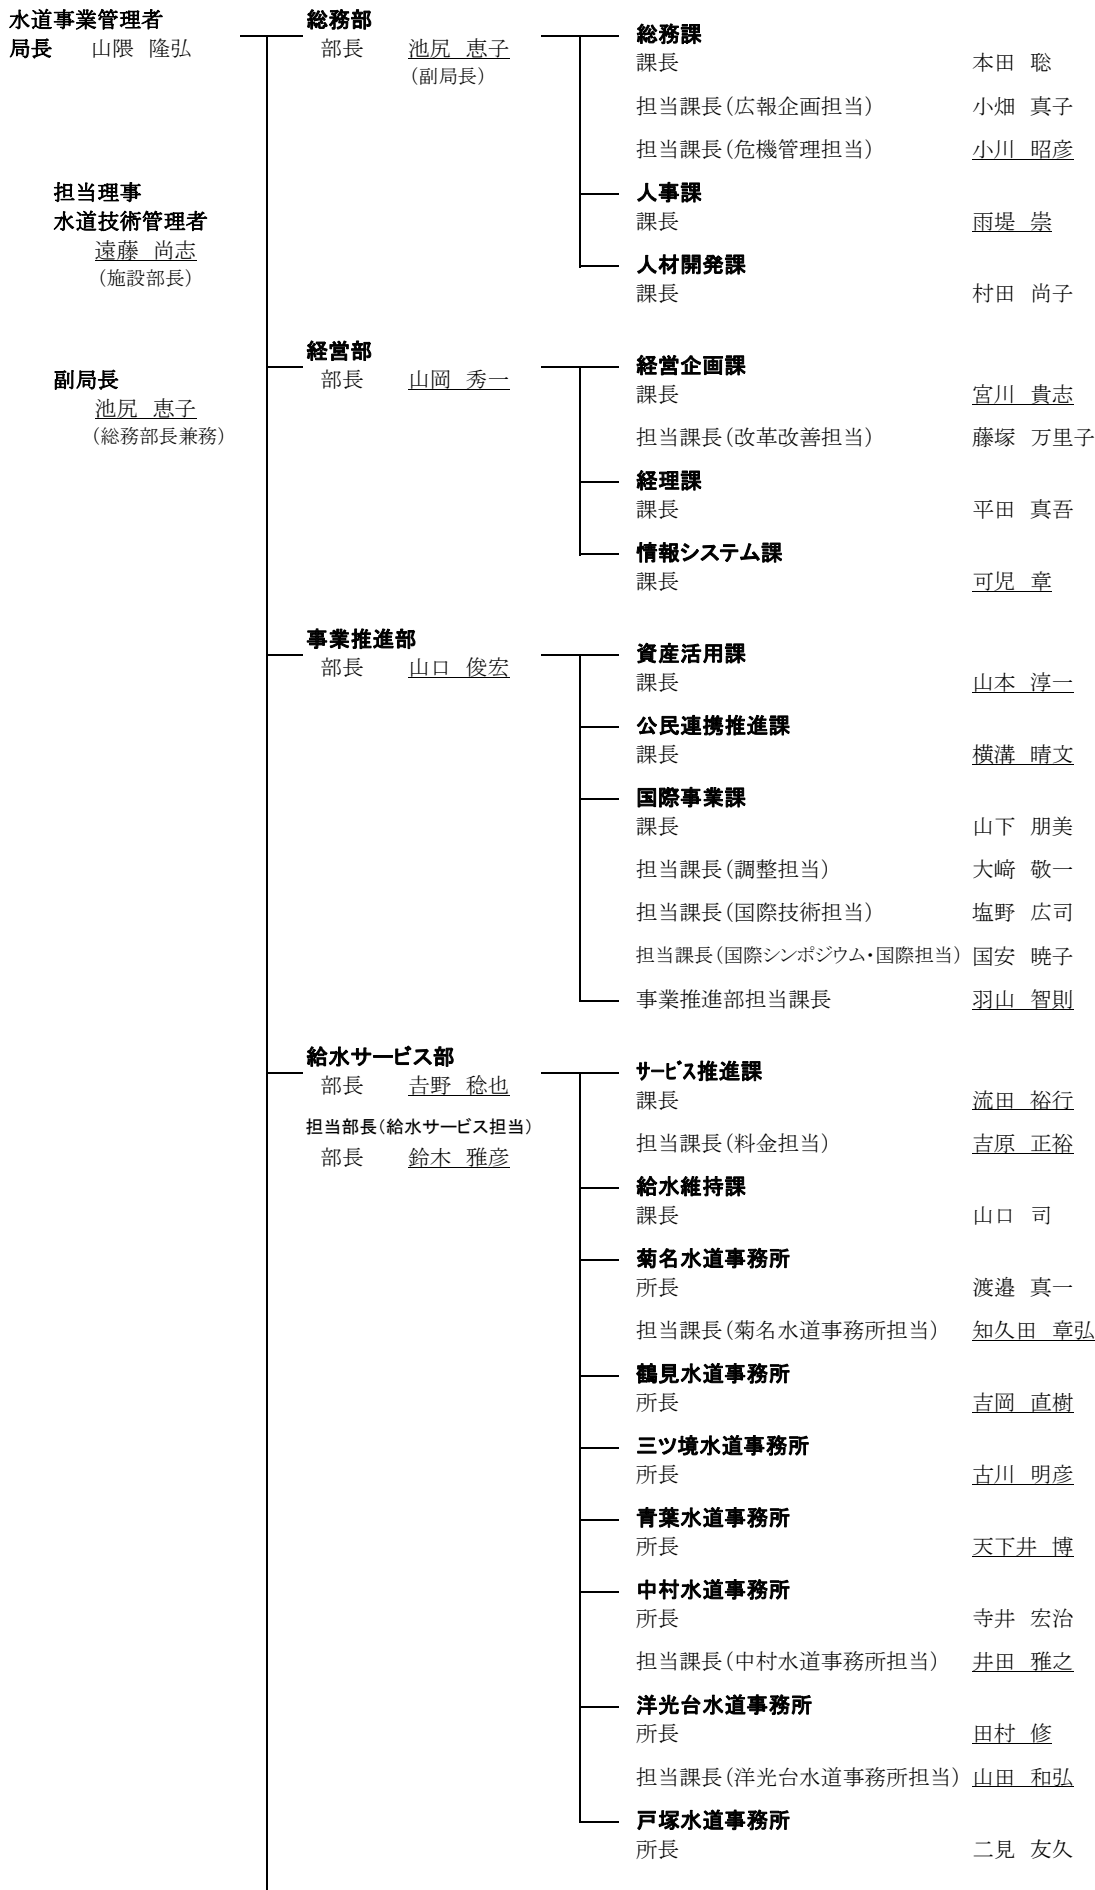 水道事業管理者
局長 山隈 隆弘
担当理事
水道技術管理者
遠藤 尚志
(施設部長)
副局長
池尻 恵子
(総務部長兼務)
総務部
部長 池尻 恵子
(副局長)
総務課
課長 本田 聡
担当課長(広報企画担当) 小畑 真子
担当課長(危機管理担当) 小川 昭彦
人事課
課長 雨堤 崇
人材開発課
課長 村田 尚子
経営部
部長 山岡 秀一
経営企画課
課長 宮川 貴志
担当課長(改革改善担当) 藤塚 万里子
経理課
課長 平田 真吾
情報システム課
課長 可児 章
事業推進部
部長 山口 俊宏
資産活用課
課長 山本 淳一
公民連携推進課
課長 横溝 晴文
国際事業課
課長 山下 朋美
担当課長(調整担当) 大﨑 敬一
担当課長(国際技術担当) 塩野 広司
担当課長(国際シンポジウム・国際担当) 国安 暁子
事業推進部担当課長 羽山 智則
給水サービス部
部長 𠮷野 稔也
担当部長(給水サービス担当)
部長 鈴木 雅彦
サービス推進課
課長 流田 裕行
担当課長(料金担当) 吉原 正裕
給水維持課
課長 山口 司
菊名水道事務所
所長 渡邉 真一
担当課長(菊名水道事務所担当) 知久田 章弘
鶴見水道事務所
所長 吉岡 直樹
三ツ境水道事務所
所長 古川 明彦
青葉水道事務所
所長 天下井 博
中村水道事務所
所長 寺井 宏治
担当課長(中村水道事務所担当) 井田 雅之
洋光台水道事務所
所長 田村 修
担当課長(洋光台水道事務所担当) 山田 和弘
戸塚水道事務所
所長 二見 友久